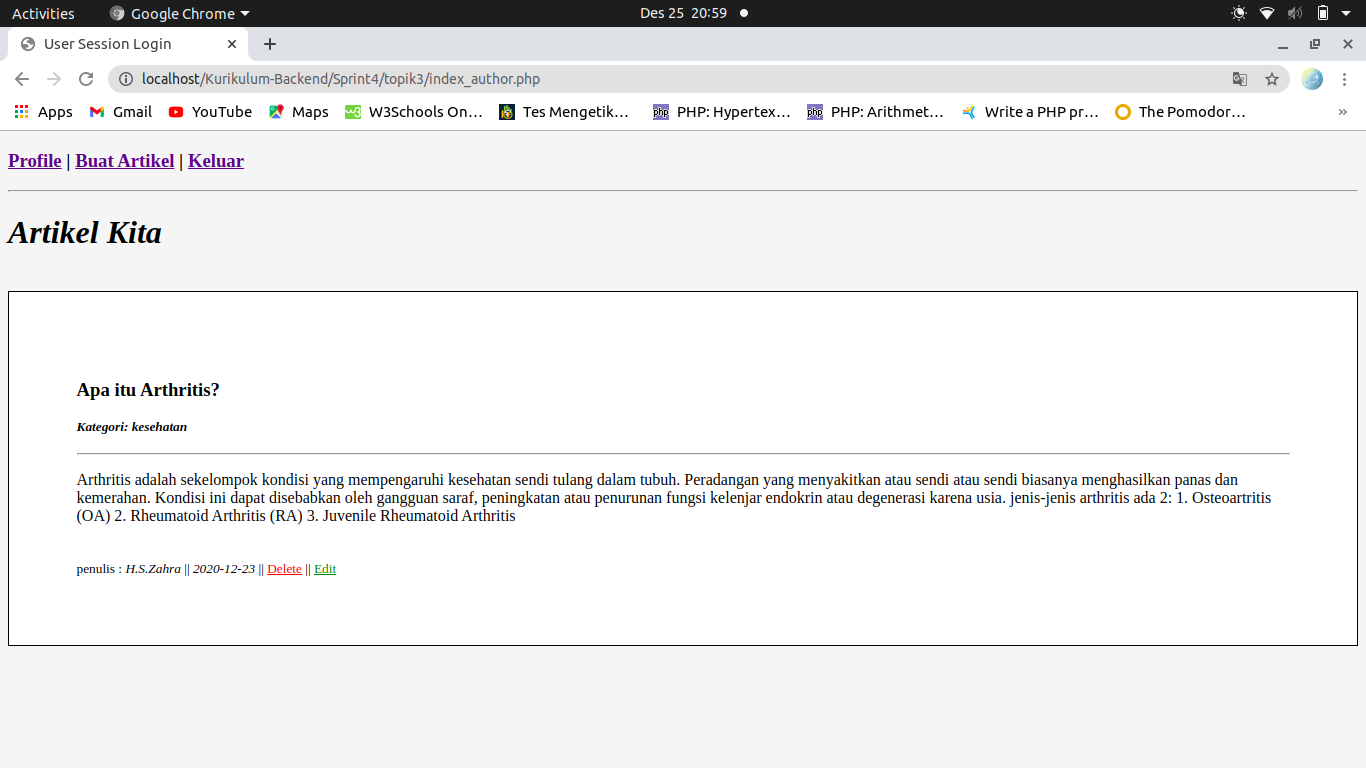 Activities Google Chrome Des 25 20:59
User Session Login
localhost/Kurikulum-Backend/Sprint4/topik3/index_author.php
Apps Gmail YouTube Maps W3Schools On… Tes Mengetik… PHP: Hypertex… PHP: Arithmet… Write a PHP pr… The Pomodor… »
Profile | Buat Artikel | Keluar
Artikel Kita
Apa itu Arthritis?
Kategori: kesehatan
Arthritis adalah sekelompok kondisi yang mempengaruhi kesehatan sendi tulang dalam tubuh. Peradangan yang menyakitkan atau sendi atau sendi biasanya menghasilkan panas dan
kemerahan. Kondisi ini dapat disebabkan oleh gangguan saraf, peningkatan atau penurunan fungsi kelenjar endokrin atau degenerasi karena usia. jenis-jenis arthritis ada 2: 1. Osteoartritis
(OA) 2. Rheumatoid Arthritis (RA) 3. Juvenile Rheumatoid Arthritis
penulis : H.S.Zahra || 2020-12-23 || Delete || Edit